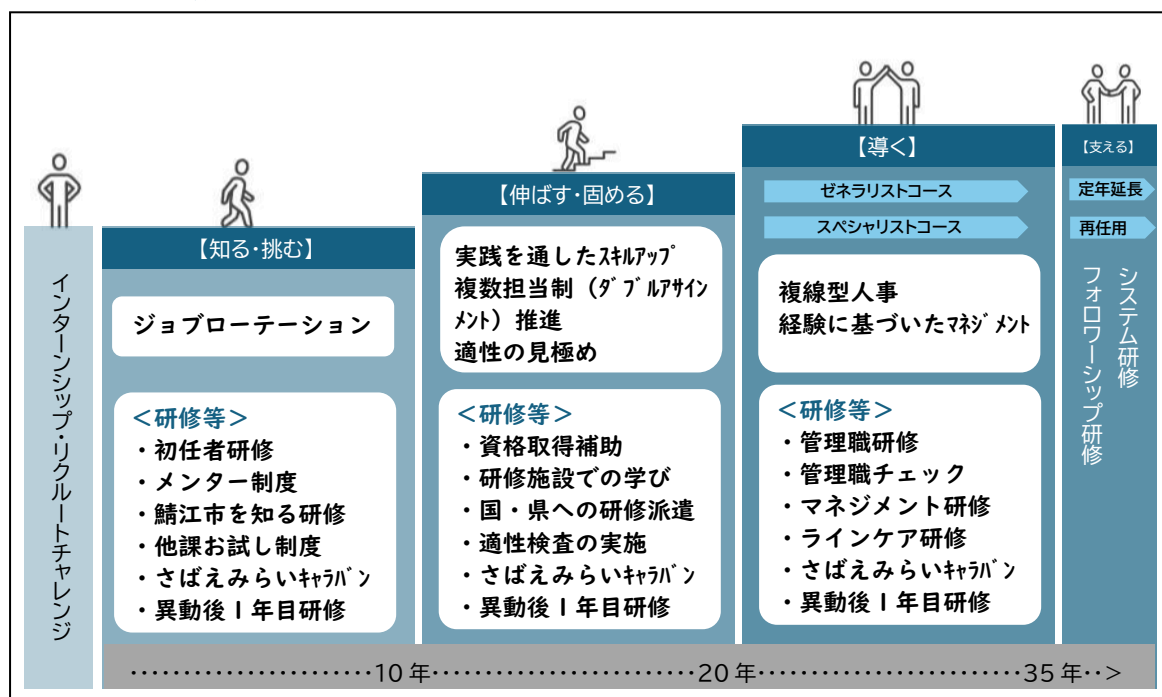 インターンシップ・リクルートチャレンジ
【知る・挑む】
ジョブローテーション
＜研修等＞
・初任者研修
・メンター制度
・鯖江市を知る研修
・他課お試し制度
・さばえみらいｷｬﾗﾊﾞﾝ
・異動後１年目研修
【伸ばす・固める】
実践を通したｽｷﾙｱｯﾌﾟ
複数担当制（ﾀﾞﾌﾞﾙｱｻｲﾝ
ﾒﾝﾄ）推進
適性の見極め
＜研修等＞
・資格取得補助
・研修施設での学び
・国・県への研修派遣
・適性検査の実施
・さばえみらいｷｬﾗﾊﾞﾝ
・異動後１年目研修
【導く】
ゼネラリストコース
スペシャリストコース
複線型人事
経験に基づいたﾏﾈｼﾞﾒﾝﾄ
＜研修等＞
・管理職研修
・管理職チェック
・マネジメント研修
・ラインケア研修
・さばえみらいｷｬﾗﾊﾞﾝ
・異動後１年目研修
【支える】
定年延長
再任用
システム研修
フォロワーシップ研修
‥‥‥‥‥‥‥‥‥‥‥10年‥‥‥‥‥‥‥‥‥‥‥‥20年‥‥‥‥‥‥‥‥‥‥‥‥35年‥>